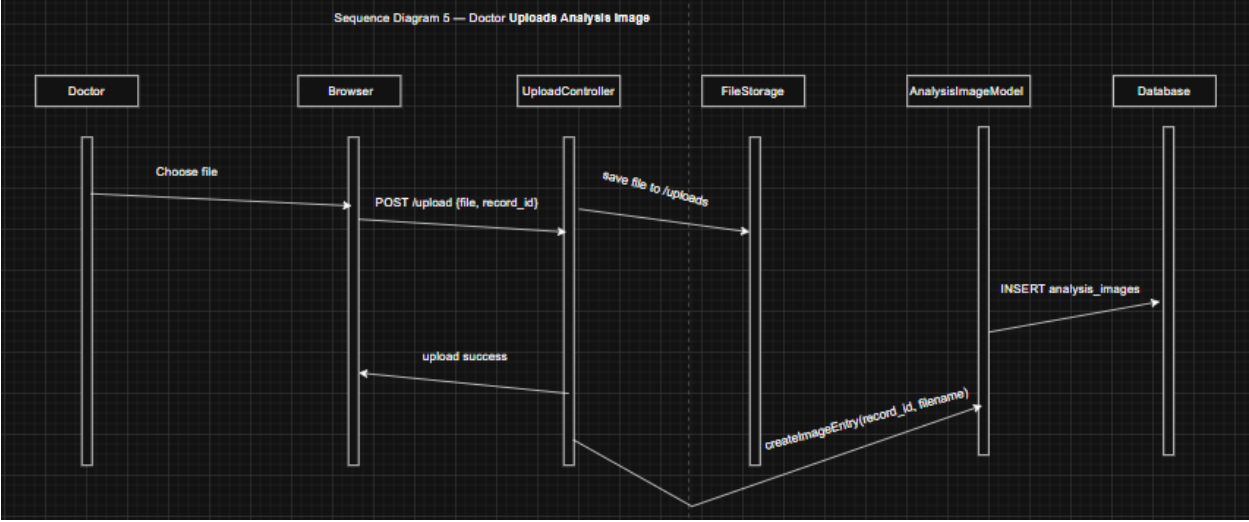 Sequence Diagram 5 — Doctor Uploads Analysis Image
Doctor
Browser
UploadController
FileStorage
AnalysisImageModel
Database
Choose file
POST /upload {file, record_id}
save file to /uploads
INSERT analysis_images
upload success
createImageEntry(record_id, filename)